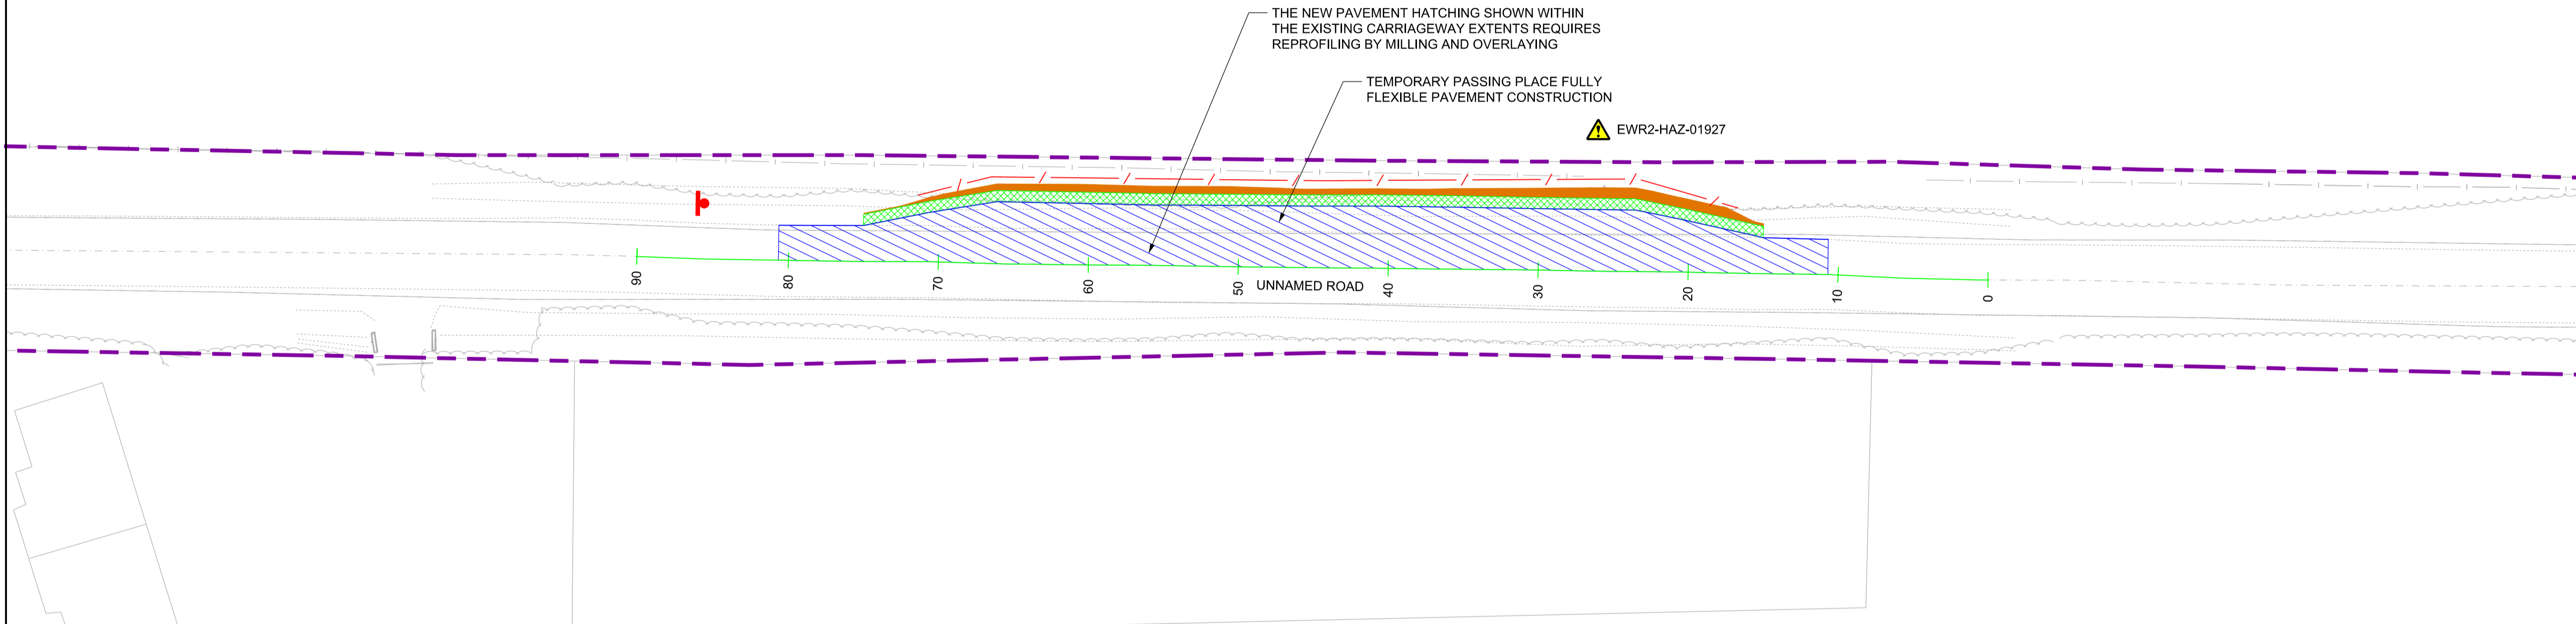 THE NEW PAVEMENT HATCHING SHOWN WITHIN
THE EXISTING CARRIAGEWAY EXTENTS REQUIRES
REPROFILING BY MILLING AND OVERLAYING
TEMPORARY PASSING PLACE FULLY
FLEXIBLE PAVEMENT CONSTRUCTION
EWR2-HAZ-01927
90
80
70
60
50
UNNAMED ROAD
40
30
20
10
0